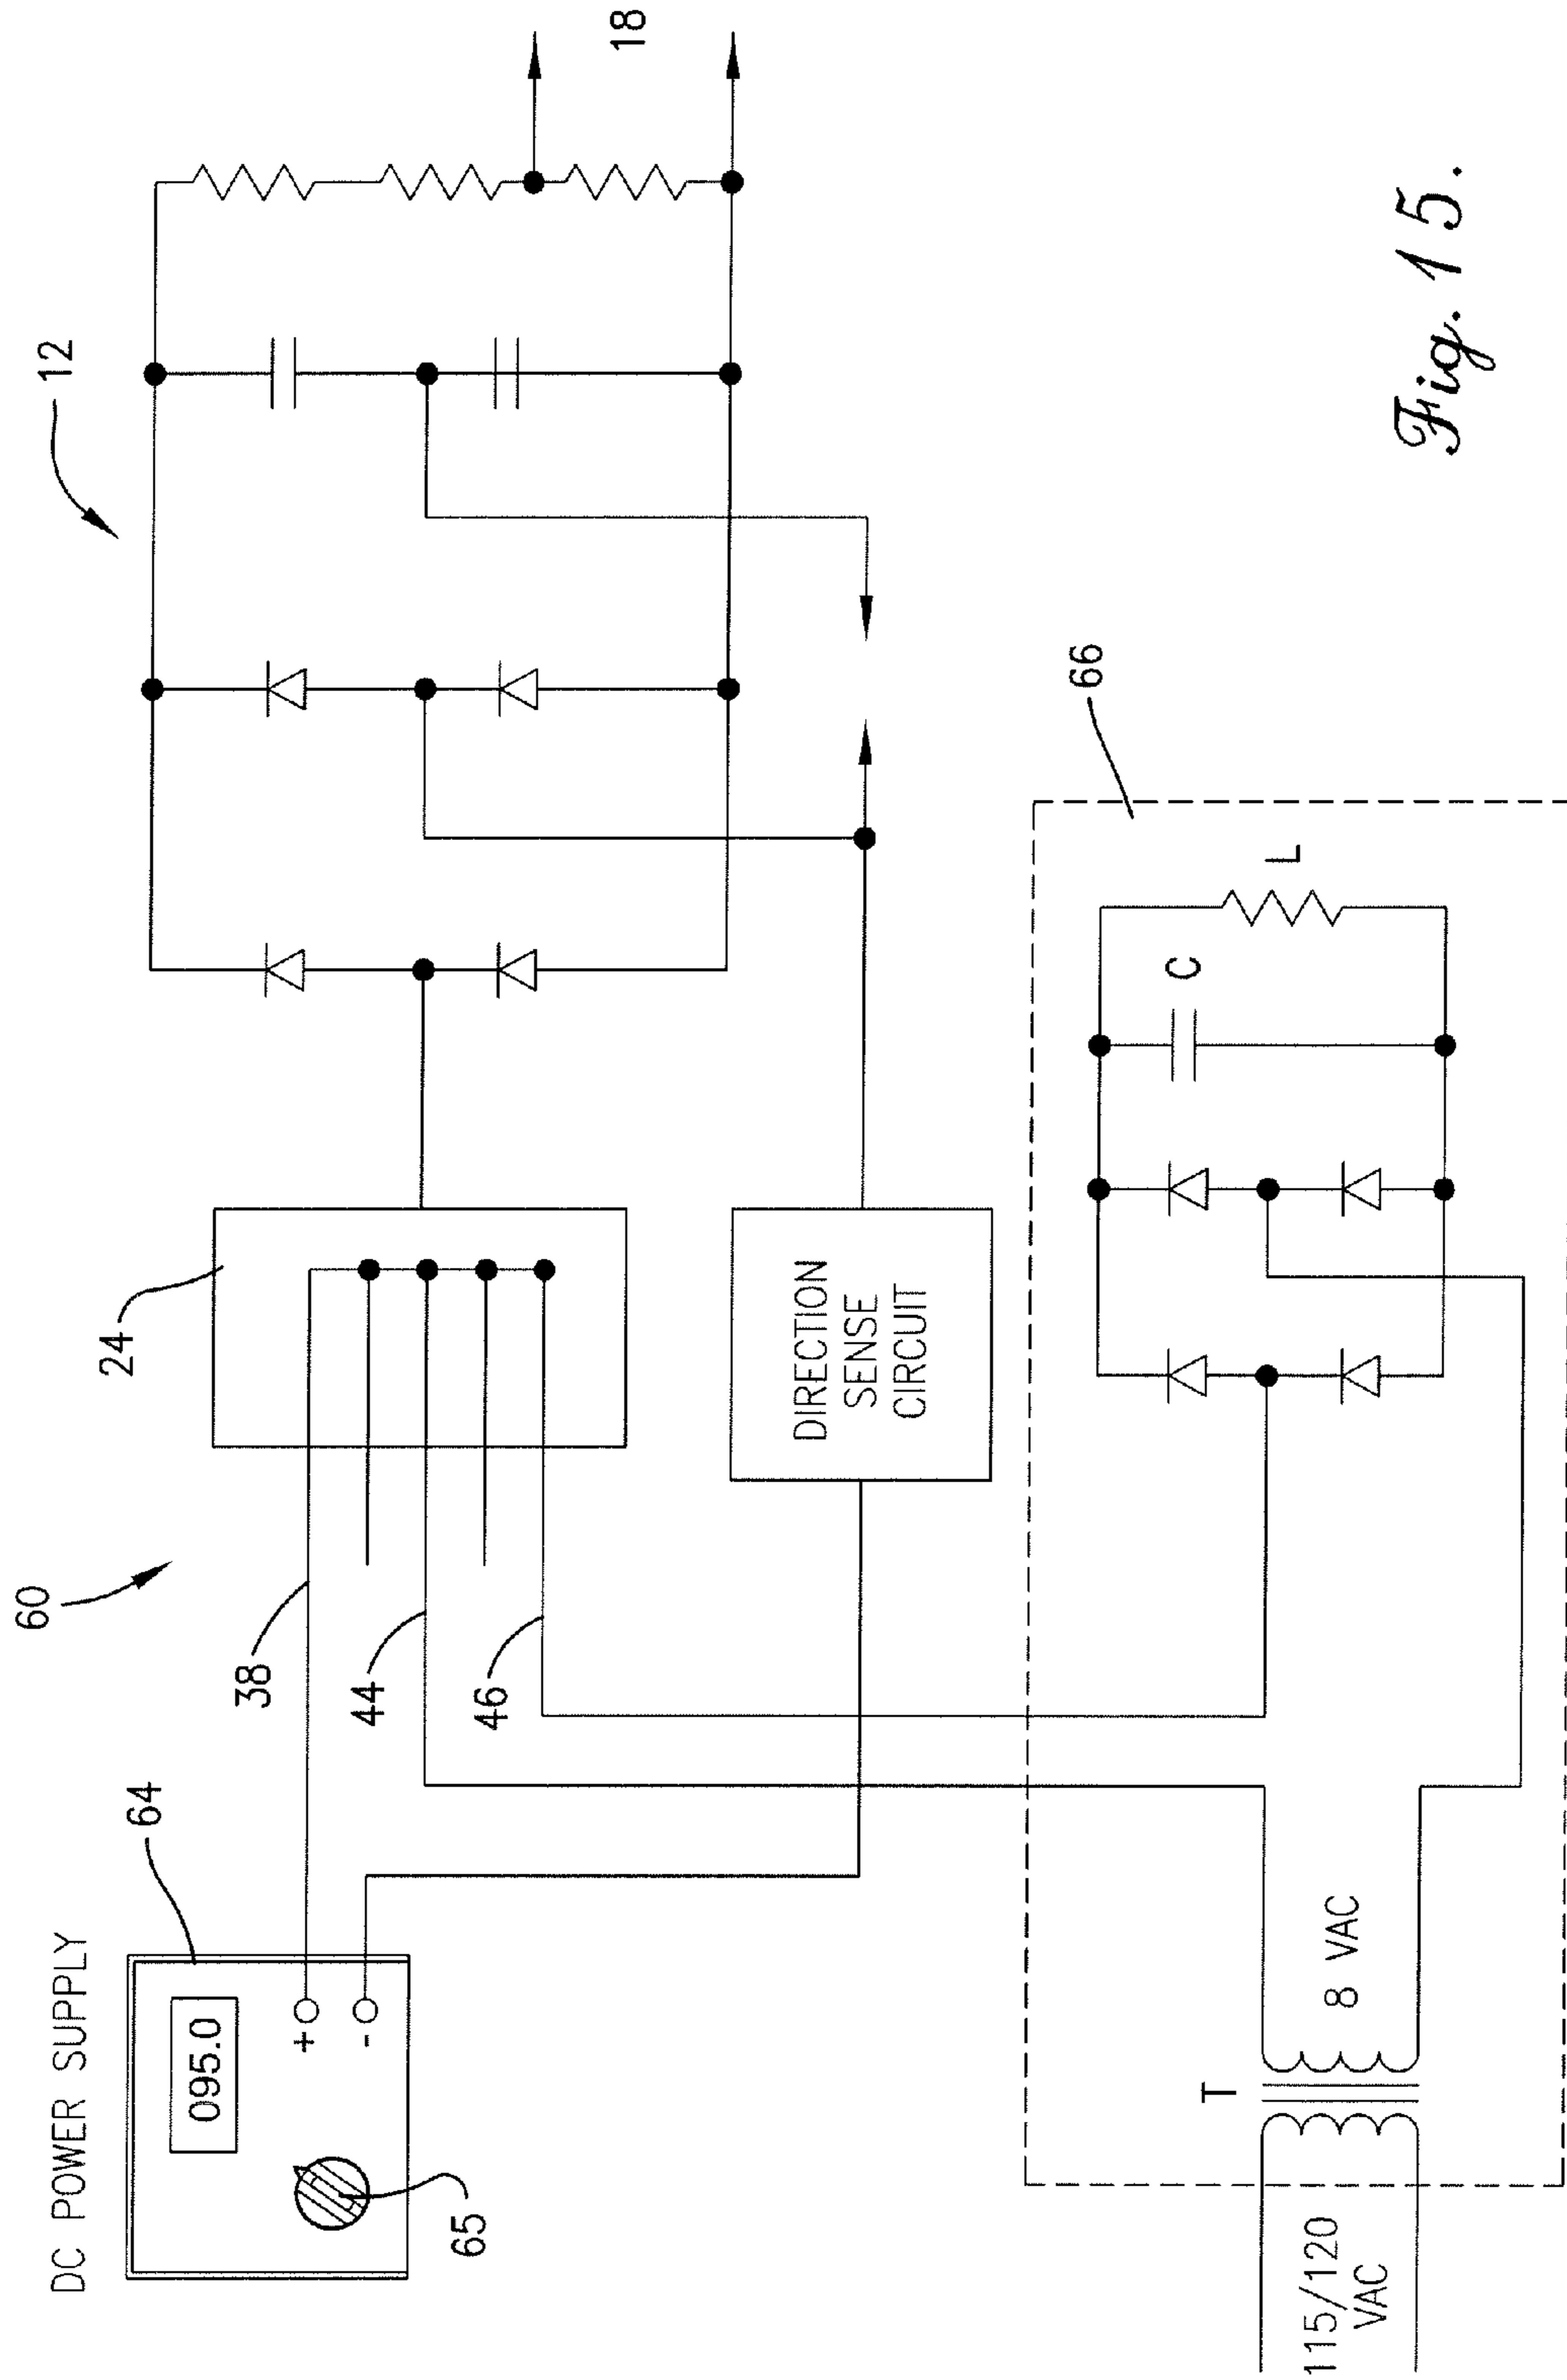 DC POWER SUPPLY
60
12
64
24
095.0
38
+
-
44
65
46
18
DIRECTION
SENSE
CIRCUIT
66
T
C
L
115/120
VAC
8 VAC
Fig. 15.